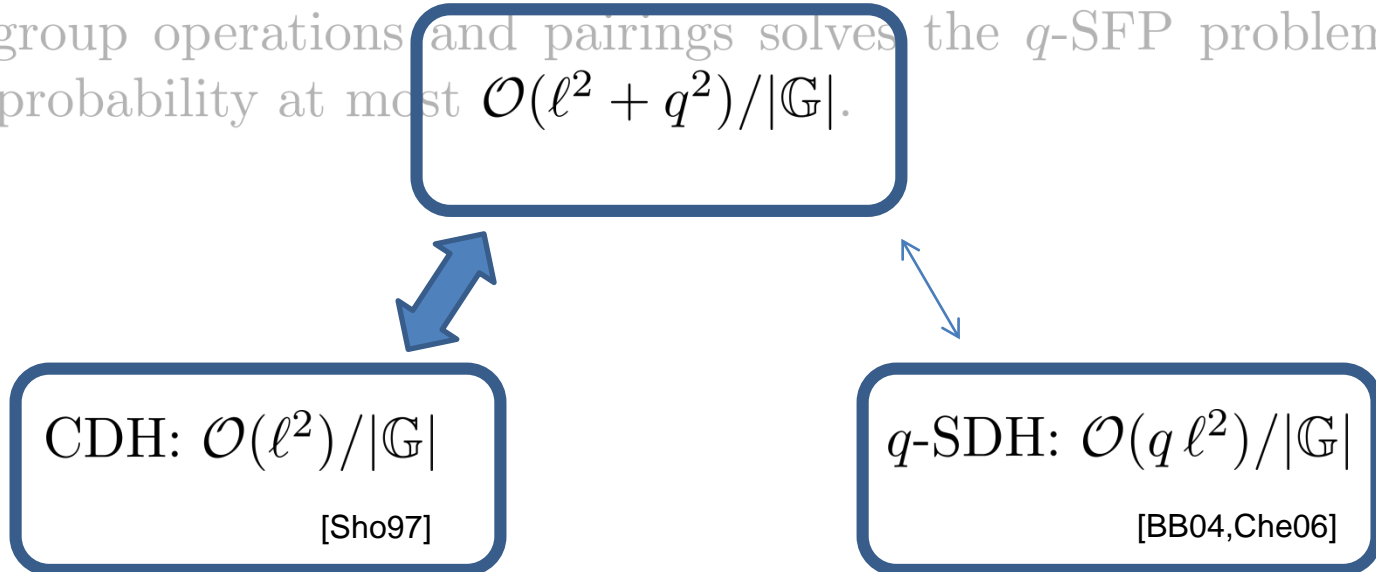 group operations and pairings solves the q-SFP problem
probability at most 𝒪(ℓ² + q²)/|𝔾|.
CDH: 𝒪(ℓ²)/|𝔾|
[Sho97]
q-SDH: 𝒪(q ℓ²)/|𝔾|
[BB04,Che06]